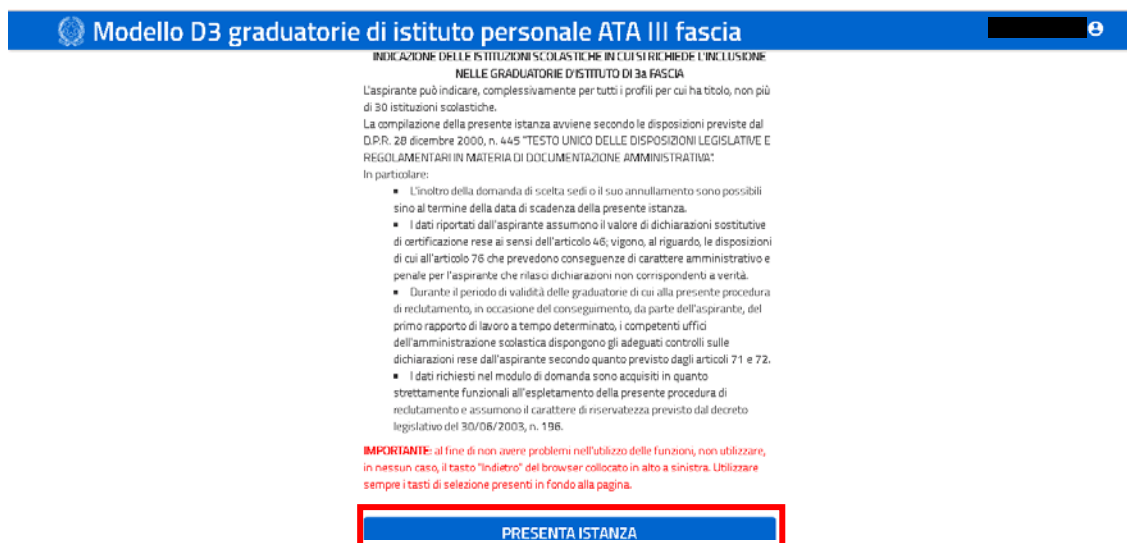 Modello D3 graduatorie di istituto personale ATA III fascia
INDICAZIONE DELLE ISTITUZIONI SCOLASTICHE IN CUI SI RICHIEDE L'INCLUSIONE
NELLE GRADUATORIE D'ISTITUTO DI 3a FASCIA
L'aspirante può indicare, complessivamente per tutti i profili per cui ha titolo, non più
di 30 istituzioni scolastiche.
La compilazione della presente istanza avviene secondo le disposizioni previste dal
D.P.R. 28 dicembre 2000, n. 445 "TESTO UNICO DELLE DISPOSIZIONI LEGISLATIVE E
REGOLAMENTARI IN MATERIA DI DOCUMENTAZIONE AMMINISTRATIVA".
In particolare:
▪ L'inoltro della domanda di scelta sedi o il suo annullamento sono possibili
sino al termine della data di scadenza della presente istanza.
▪ I dati riportati dall'aspirante assumono il valore di dichiarazioni sostitutive
di certificazione rese ai sensi dell'articolo 46; vigono, al riguardo, le disposizioni
di cui all'articolo 76 che prevedono conseguenze di carattere amministrativo e
penale per l'aspirante che rilasci dichiarazioni non corrispondenti a verità.
▪ Durante il periodo di validità delle graduatorie di cui alla presente procedura
di reclutamento, in occasione del conseguimento, da parte dell'aspirante, del
primo rapporto di lavoro a tempo determinato, i competenti uffici
dell'amministrazione scolastica dispongono gli adeguati controlli sulle
dichiarazioni rese dall'aspirante secondo quanto previsto dagli articoli 71 e 72.
▪ I dati richiesti nel modulo di domanda sono acquisiti in quanto
strettamente funzionali all'espletamento della presente procedura di
reclutamento e assumono il carattere di riservatezza previsto dal decreto
legislativo del 30/06/2003, n. 196.
IMPORTANTE: al fine di non avere problemi nell'utilizzo delle funzioni, non utilizzare,
in nessun caso, il tasto "Indietro" del browser collocato in alto a sinistra. Utilizzare
sempre i tasti di selezione presenti in fondo alla pagina.
PRESENTA ISTANZA